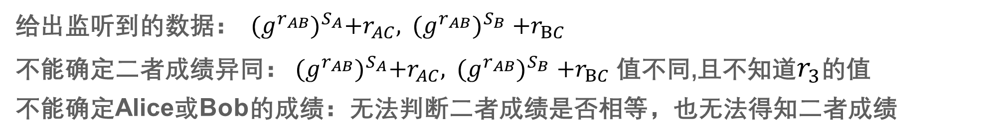 给出监听到的数据： $(g^{r_{AB}})^{S_A}+r_{AC}$, $(g^{r_{AB}})^{S_B}+r_{BC}$
不能确定二者成绩异同： $(g^{r_{AB}})^{S_A}+r_{AC}$, $(g^{r_{AB}})^{S_B}+r_{BC}$ 值不同,且不知道$r_3$的值
不能确定Alice或Bob的成绩：无法判断二者成绩是否相等，也无法得知二者成绩